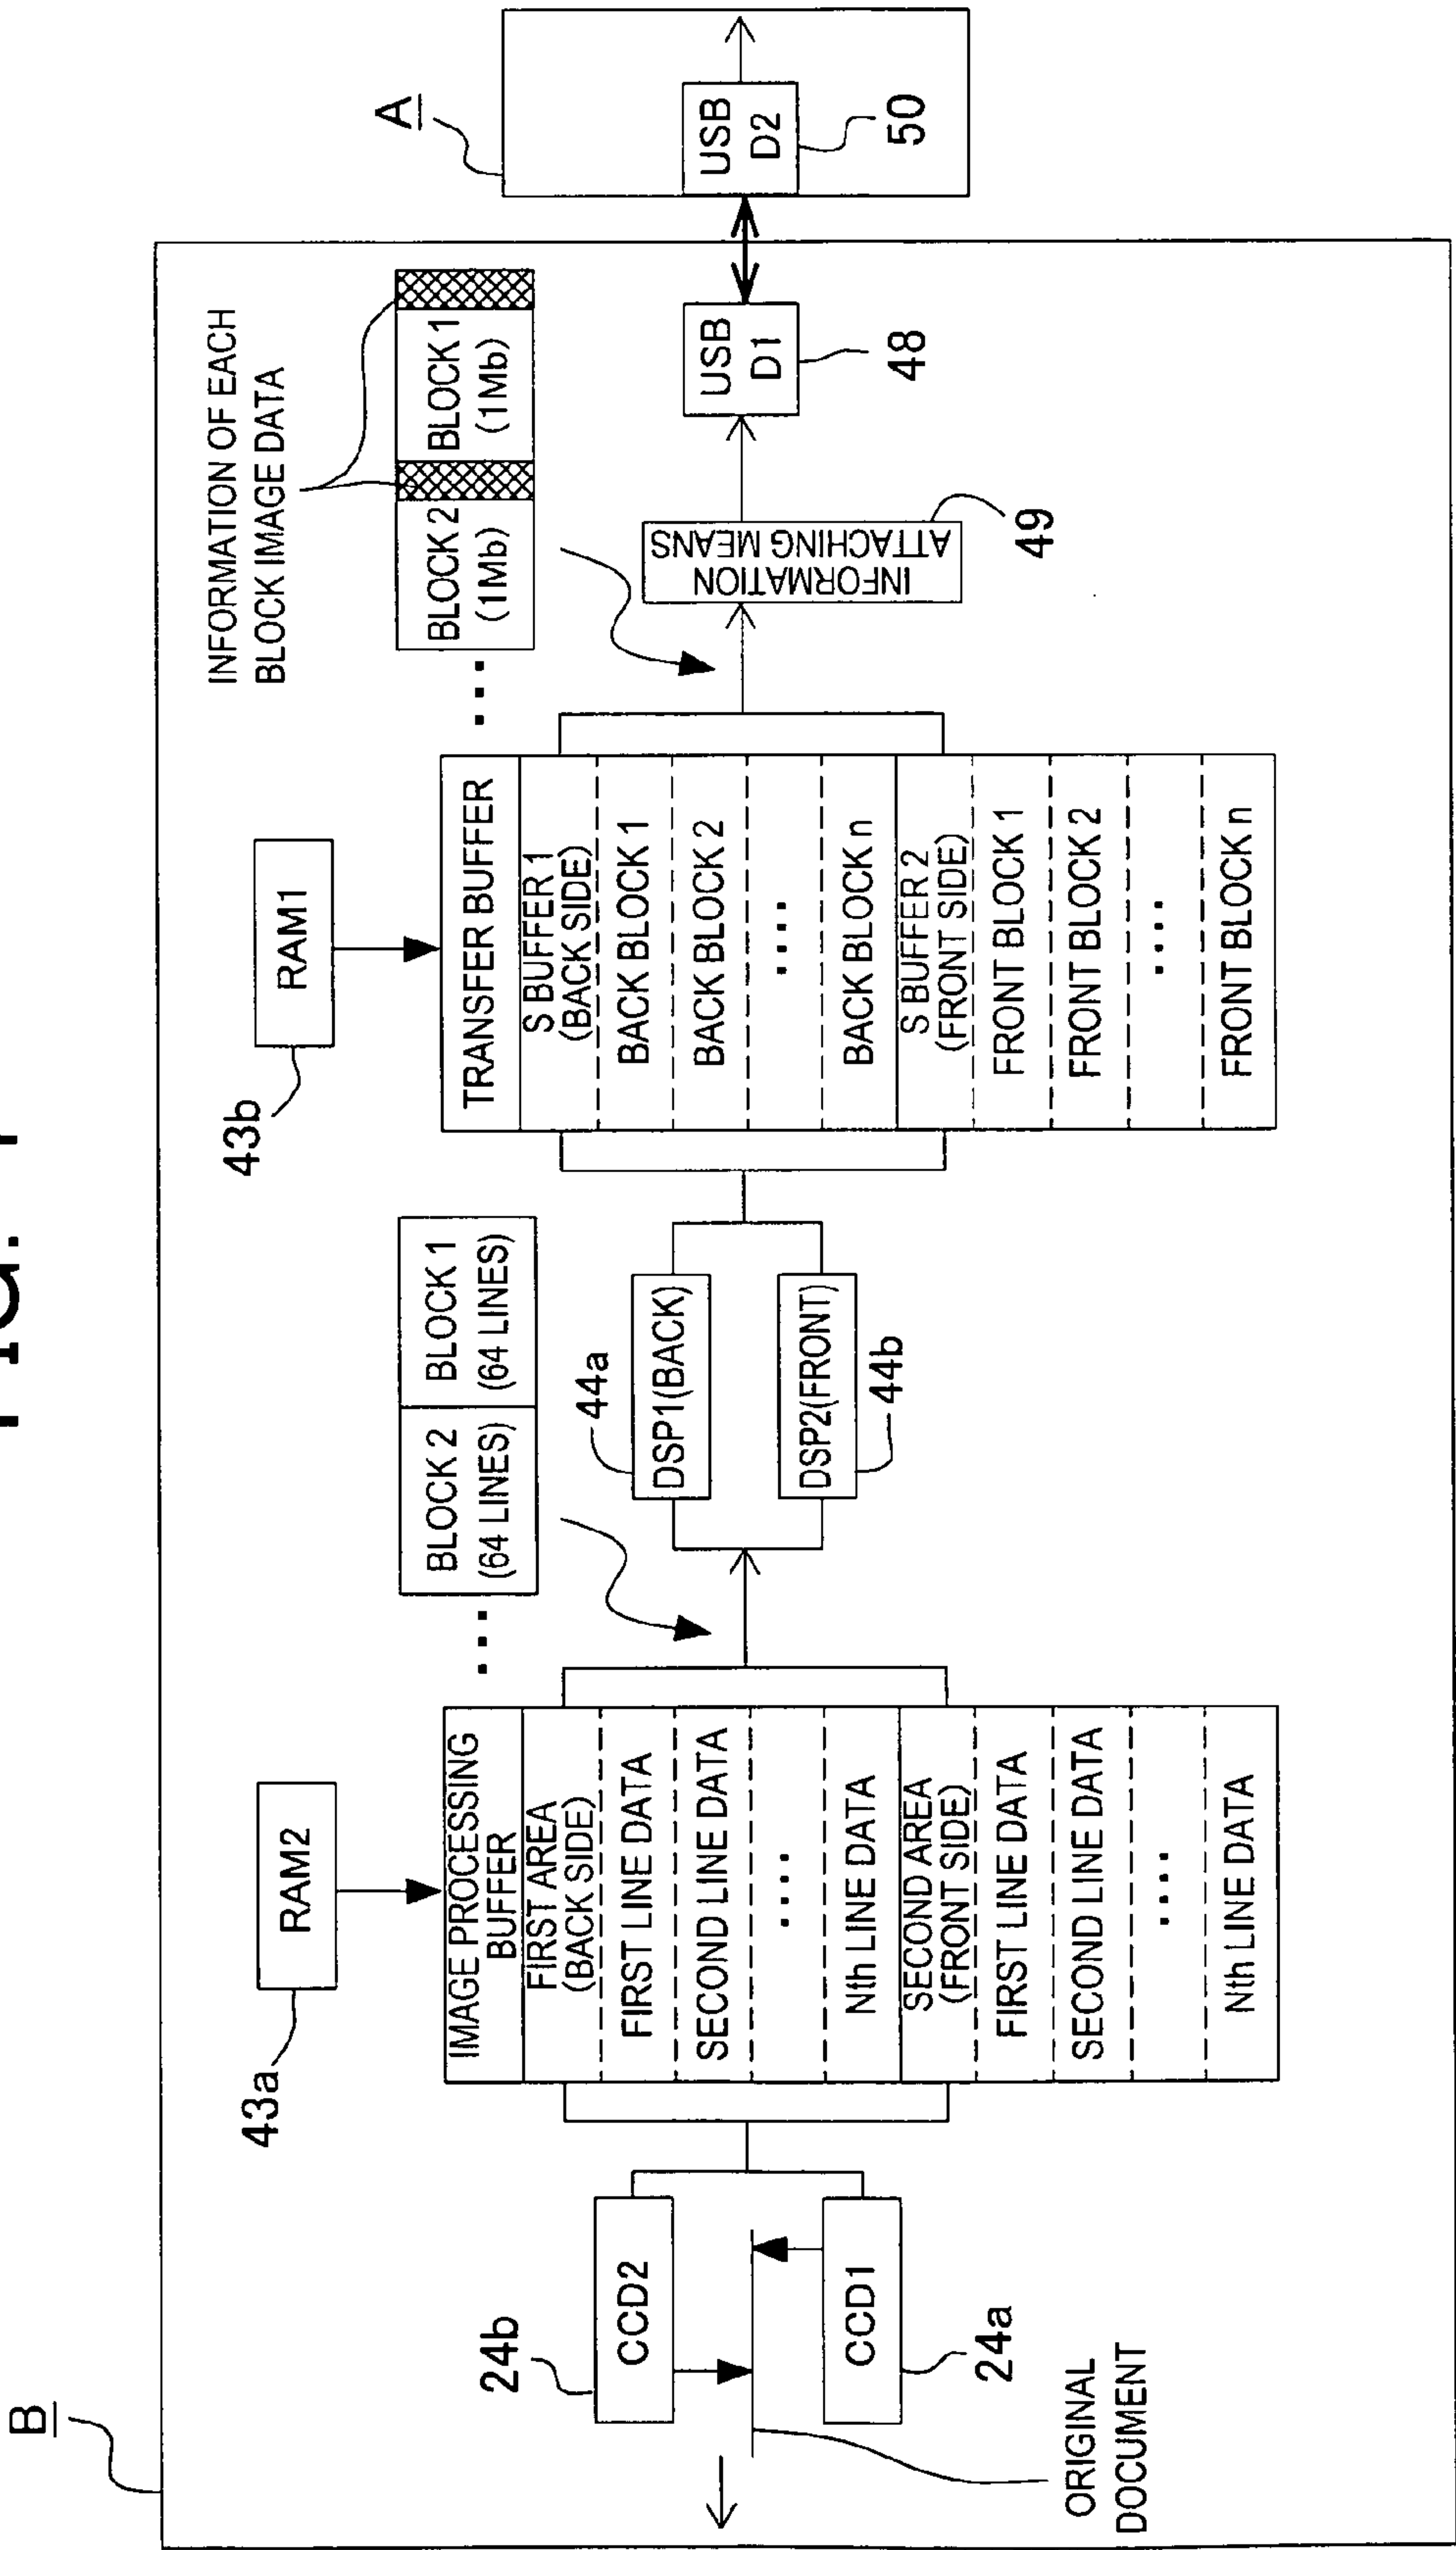 FIG.
B
A
43a
RAM2
43b
RAM1
INFORMATION OF EACH
BLOCK IMAGE DATA
24b
CCD2
CCD1
24a
ORIGINAL
DOCUMENT
IMAGE PROCESSING
BUFFER
FIRST AREA
(BACK SIDE)
FIRST LINE DATA
SECOND LINE DATA
....
Nth LINE DATA
SECOND AREA
(FRONT SIDE)
FIRST LINE DATA
SECOND LINE DATA
....
Nth LINE DATA
...
BLOCK 2
(64 LINES)
BLOCK 1
(64 LINES)
44a
DSP1(BACK)
DSP2(FRONT)
44b
TRANSFER BUFFER
S BUFFER 1
(BACK SIDE)
BACK BLOCK 1
BACK BLOCK 2
....
BACK BLOCK n
S BUFFER 2
(FRONT SIDE)
FRONT BLOCK 1
FRONT BLOCK 2
....
FRONT BLOCK n
...
BLOCK 2
(1Mb)
BLOCK 1
(1Mb)
INFORMATION
ATTACHING MEANS
49
USB
D1
48
USB
D2
50